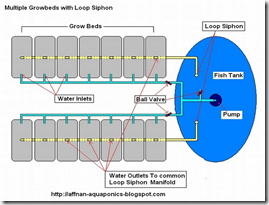 Multiple Growbeds with Loop Siphon
Loop Siphon
Grow Beds
Fish Tank
Water Inlets
Ball Valve
Pump
Water Outlets To common
Loop Siphon Manifold
http://affnan-aquaponics.blogspot.com